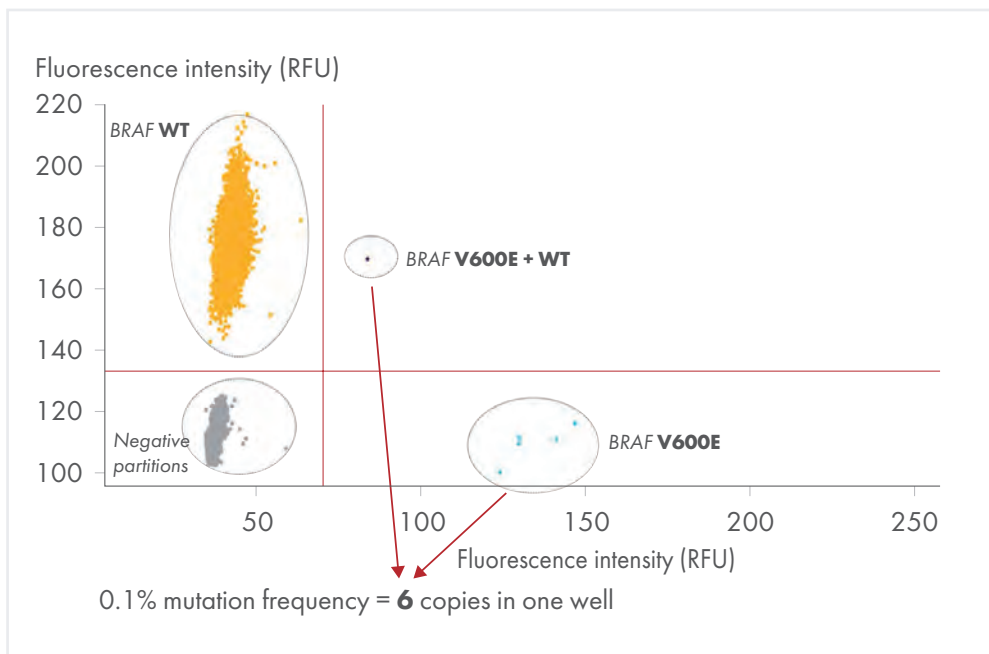 Fluorescence intensity (RFU)
220
BRAF WT
200
180
BRAF V600E + WT
160
140
120
Negative
partitions
BRAF V600E
100
50 100 150 200 250
Fluorescence intensity (RFU)
0.1% mutation frequency = 6 copies in one well